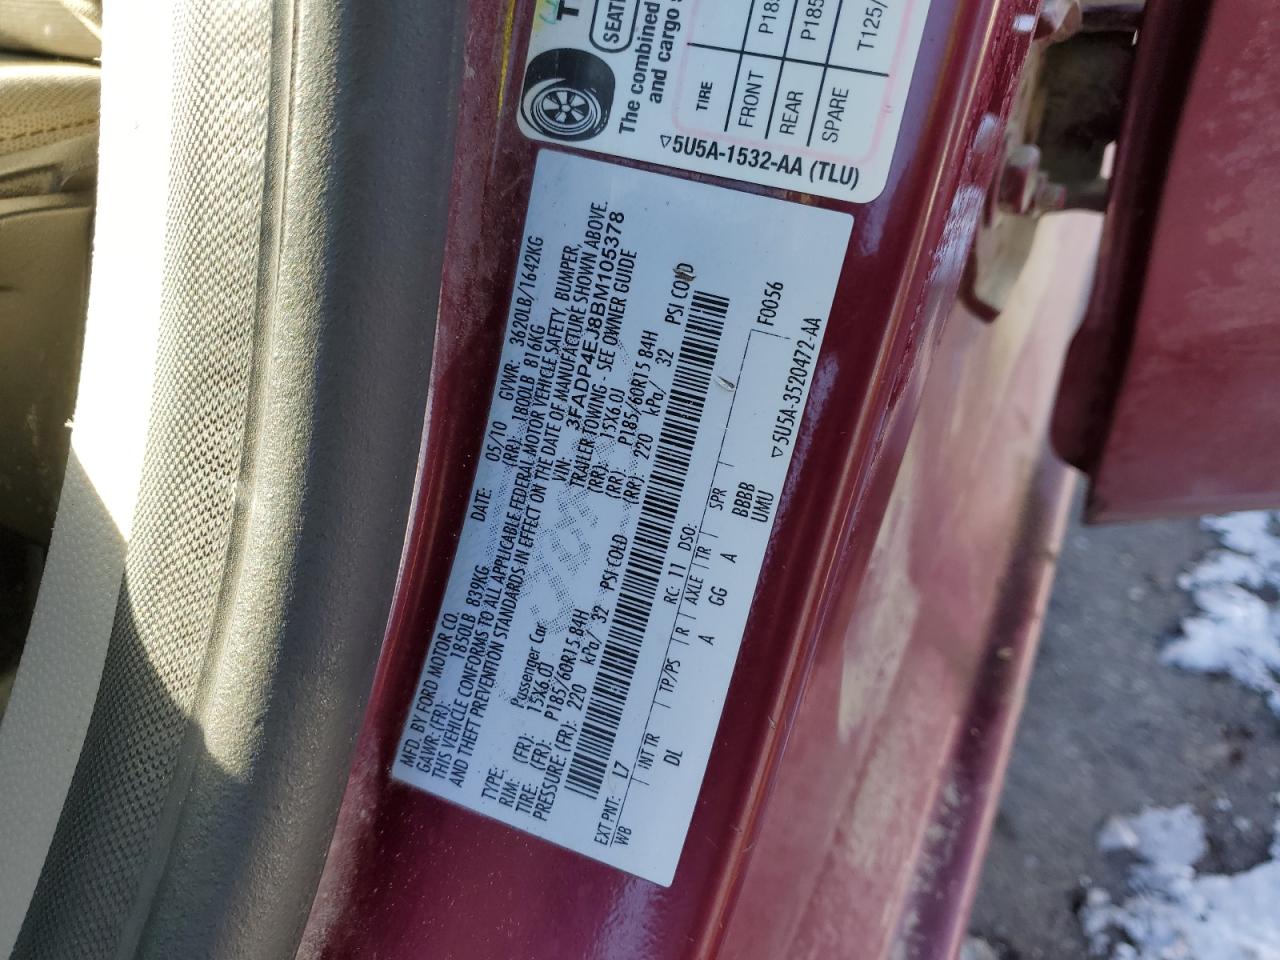 SEATI
The combined
and cargo
TIRE
FRONT P185
REAR P185
SPARE T125/
5U5A-1532-AA (TLU)
MFD. BY FORD MOTOR CO.
DATE: 05/10 GVWR: 3620LB/1642KG
GAWR: (FR): 1850LB 839KG (RR): 1800LB 816KG
THIS VEHICLE CONFORMS TO ALL APPLICABLE FEDERAL MOTOR VEHICLE SAFETY, BUMPER,
AND THEFT PREVENTION STANDARDS IN EFFECT ON THE DATE OF MANUFACTURE SHOWN ABOVE.
VIN: 3FADP4EJ8BM105378
TYPE: Passenger Car TRAILER TOWING - SEE OWNER GUIDE
RIM: (FR): 15X6.0J (RR): 15X6.0J
TIRE: (FR): P185/60R15 84H (RR): P185/60R15 84H
PRESSURE: (FR): 220 kPa/ 32 PSI COLD (RR): 220 kPa/ 32 PSI COLD
EXT PNT: L7 RC: 11 DSO: F0056
WB INT TR TP/PS R AXLE TR SPR
DL A GG A BBBB
UMU
5U5A-3520472-AA